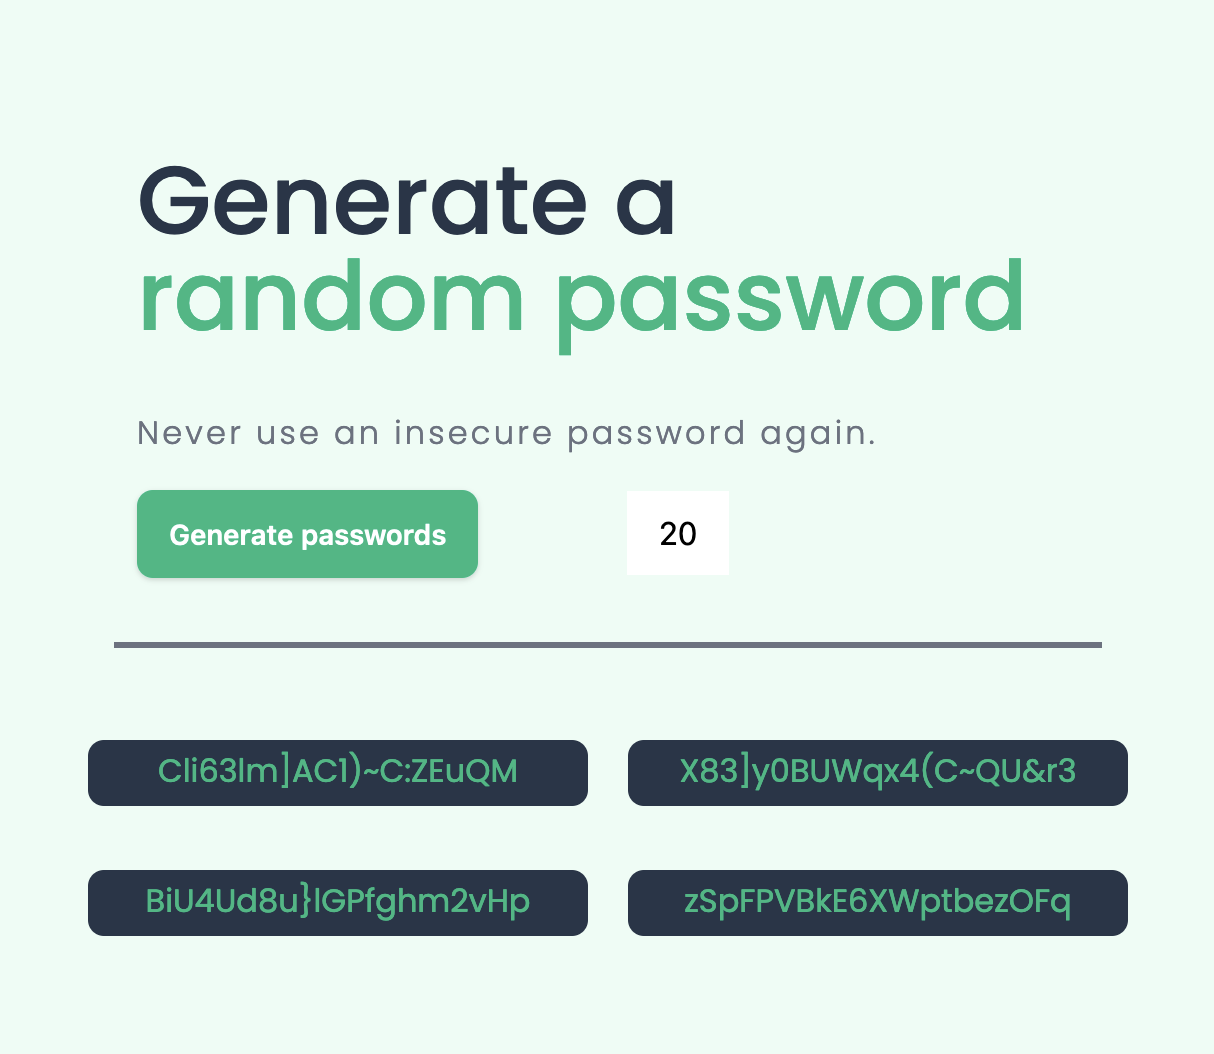 Generate a
random password
Never use an insecure password again.
Generate passwords
20
Cli63lm]AC1)~C:ZEuQM
X83]y0BUWqx4(C~QU&r3
BiU4Ud8u}lGPfghm2vHp
zSpFPVBkE6XWptbezOFq